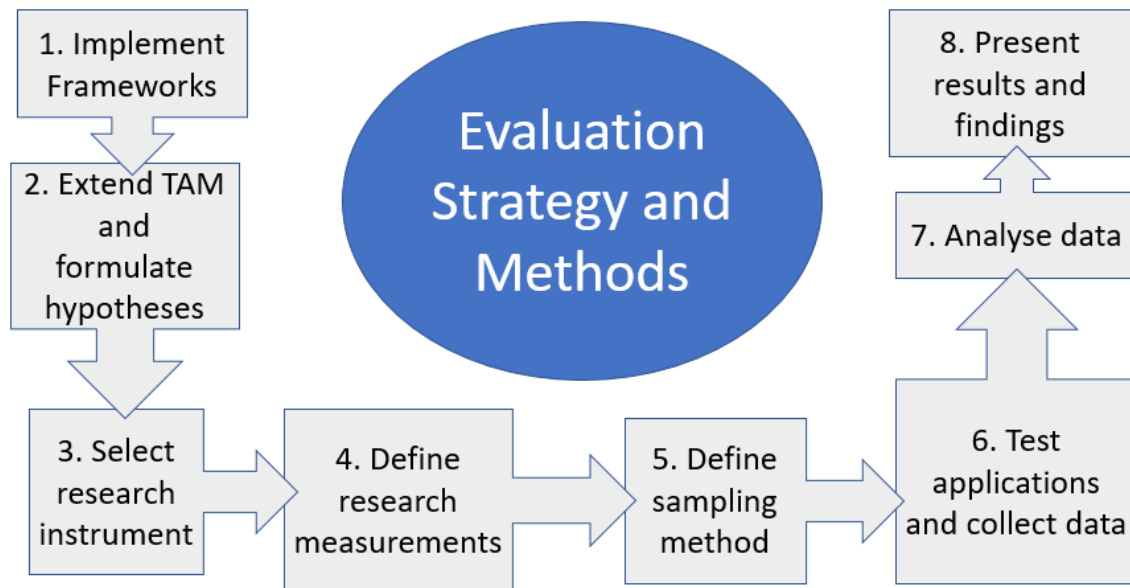 1. Implement
Frameworks
2. Extend TAM
and
formulate
hypotheses
3. Select
research
instrument
4. Define
research
measurements
5. Define
sampling
method
6. Test
applications
and collect data
7. Analyse data
8. Present
results and
findings
Evaluation
Strategy and
Methods